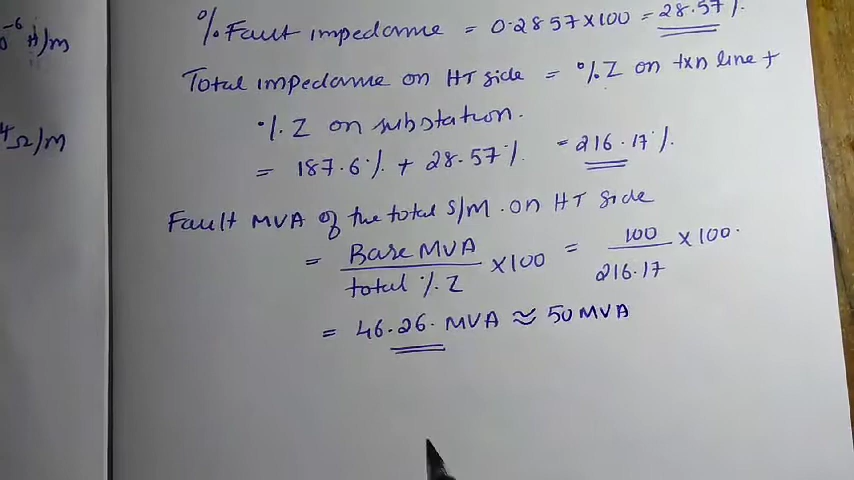 % Fault impedance = 0.2857×100 = 28.57%.
Total impedance on HT side = %Z on txn line +
%Z on substation.
= 187.6% + 28.57% = 216.17%.
Fault MVA of the total S/M. on HT side
= Base MVA / total %Z ×100 = 100 / 216.17 ×100.
= 46.26. MVA ≈ 50 MVA
-6 H/m
4 Ω/m